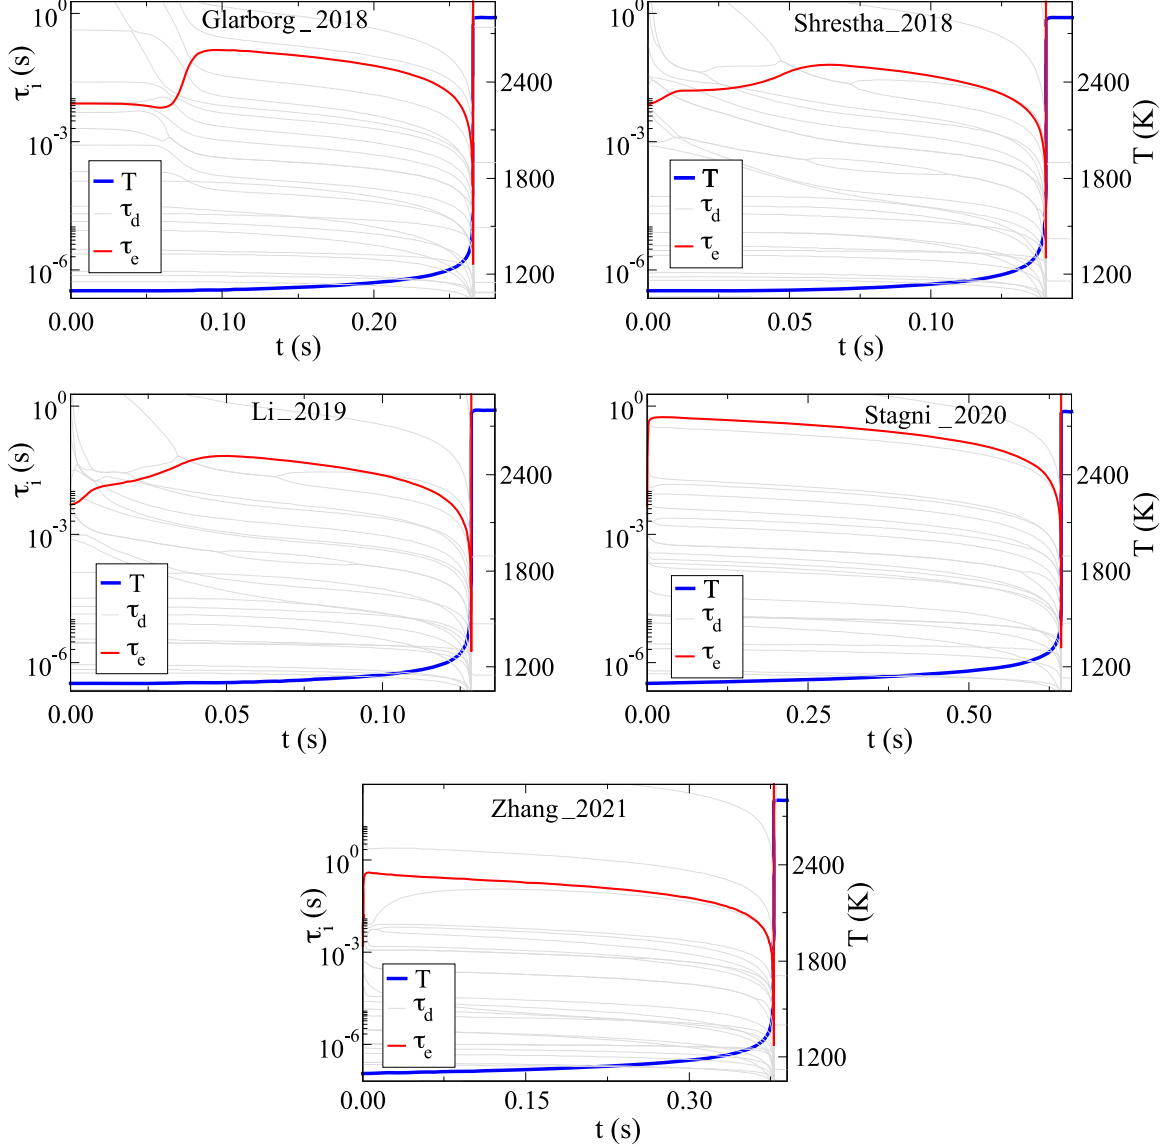 Glarborg_2018
τi (s)
10^0
10^-3
10^-6
2400
1800
1200
T
τd
τe
0.00
0.10
0.20
t (s)
Shrestha_2018
10^0
10^-3
10^-6
T (K)
2400
1800
1200
T
τd
τe
0.00
0.05
0.10
t (s)
Li_2019
τi (s)
10^0
10^-3
10^-6
2400
1800
1200
T
τd
τe
0.00
0.05
0.10
t (s)
Stagni_2020
10^0
10^-3
10^-6
T (K)
2400
1800
1200
T
τd
τe
0.00
0.25
0.50
t (s)
Zhang_2021
τi (s)
10^0
10^-3
10^-6
T (K)
2400
1800
1200
T
τd
τe
0.00
0.15
0.30
t (s)